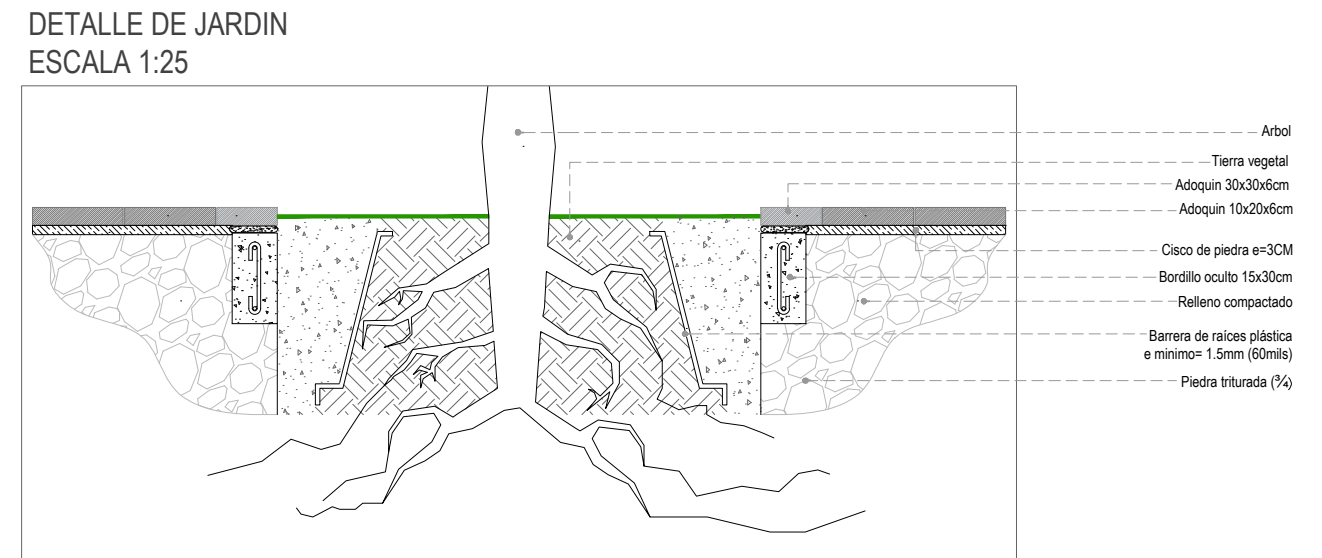 DETALLE DE JARDIN
ESCALA 1:25
Arbol
Tierra vegetal
Adoquin 30x30x6cm
Adoquin 10x20x6cm
Cisco de piedra e=3CM
Bordillo oculto 15x30cm
Relleno compactado
Barrera de raíces plástica
e minimo= 1.5mm (60mils)
Piedra triturada (¾)